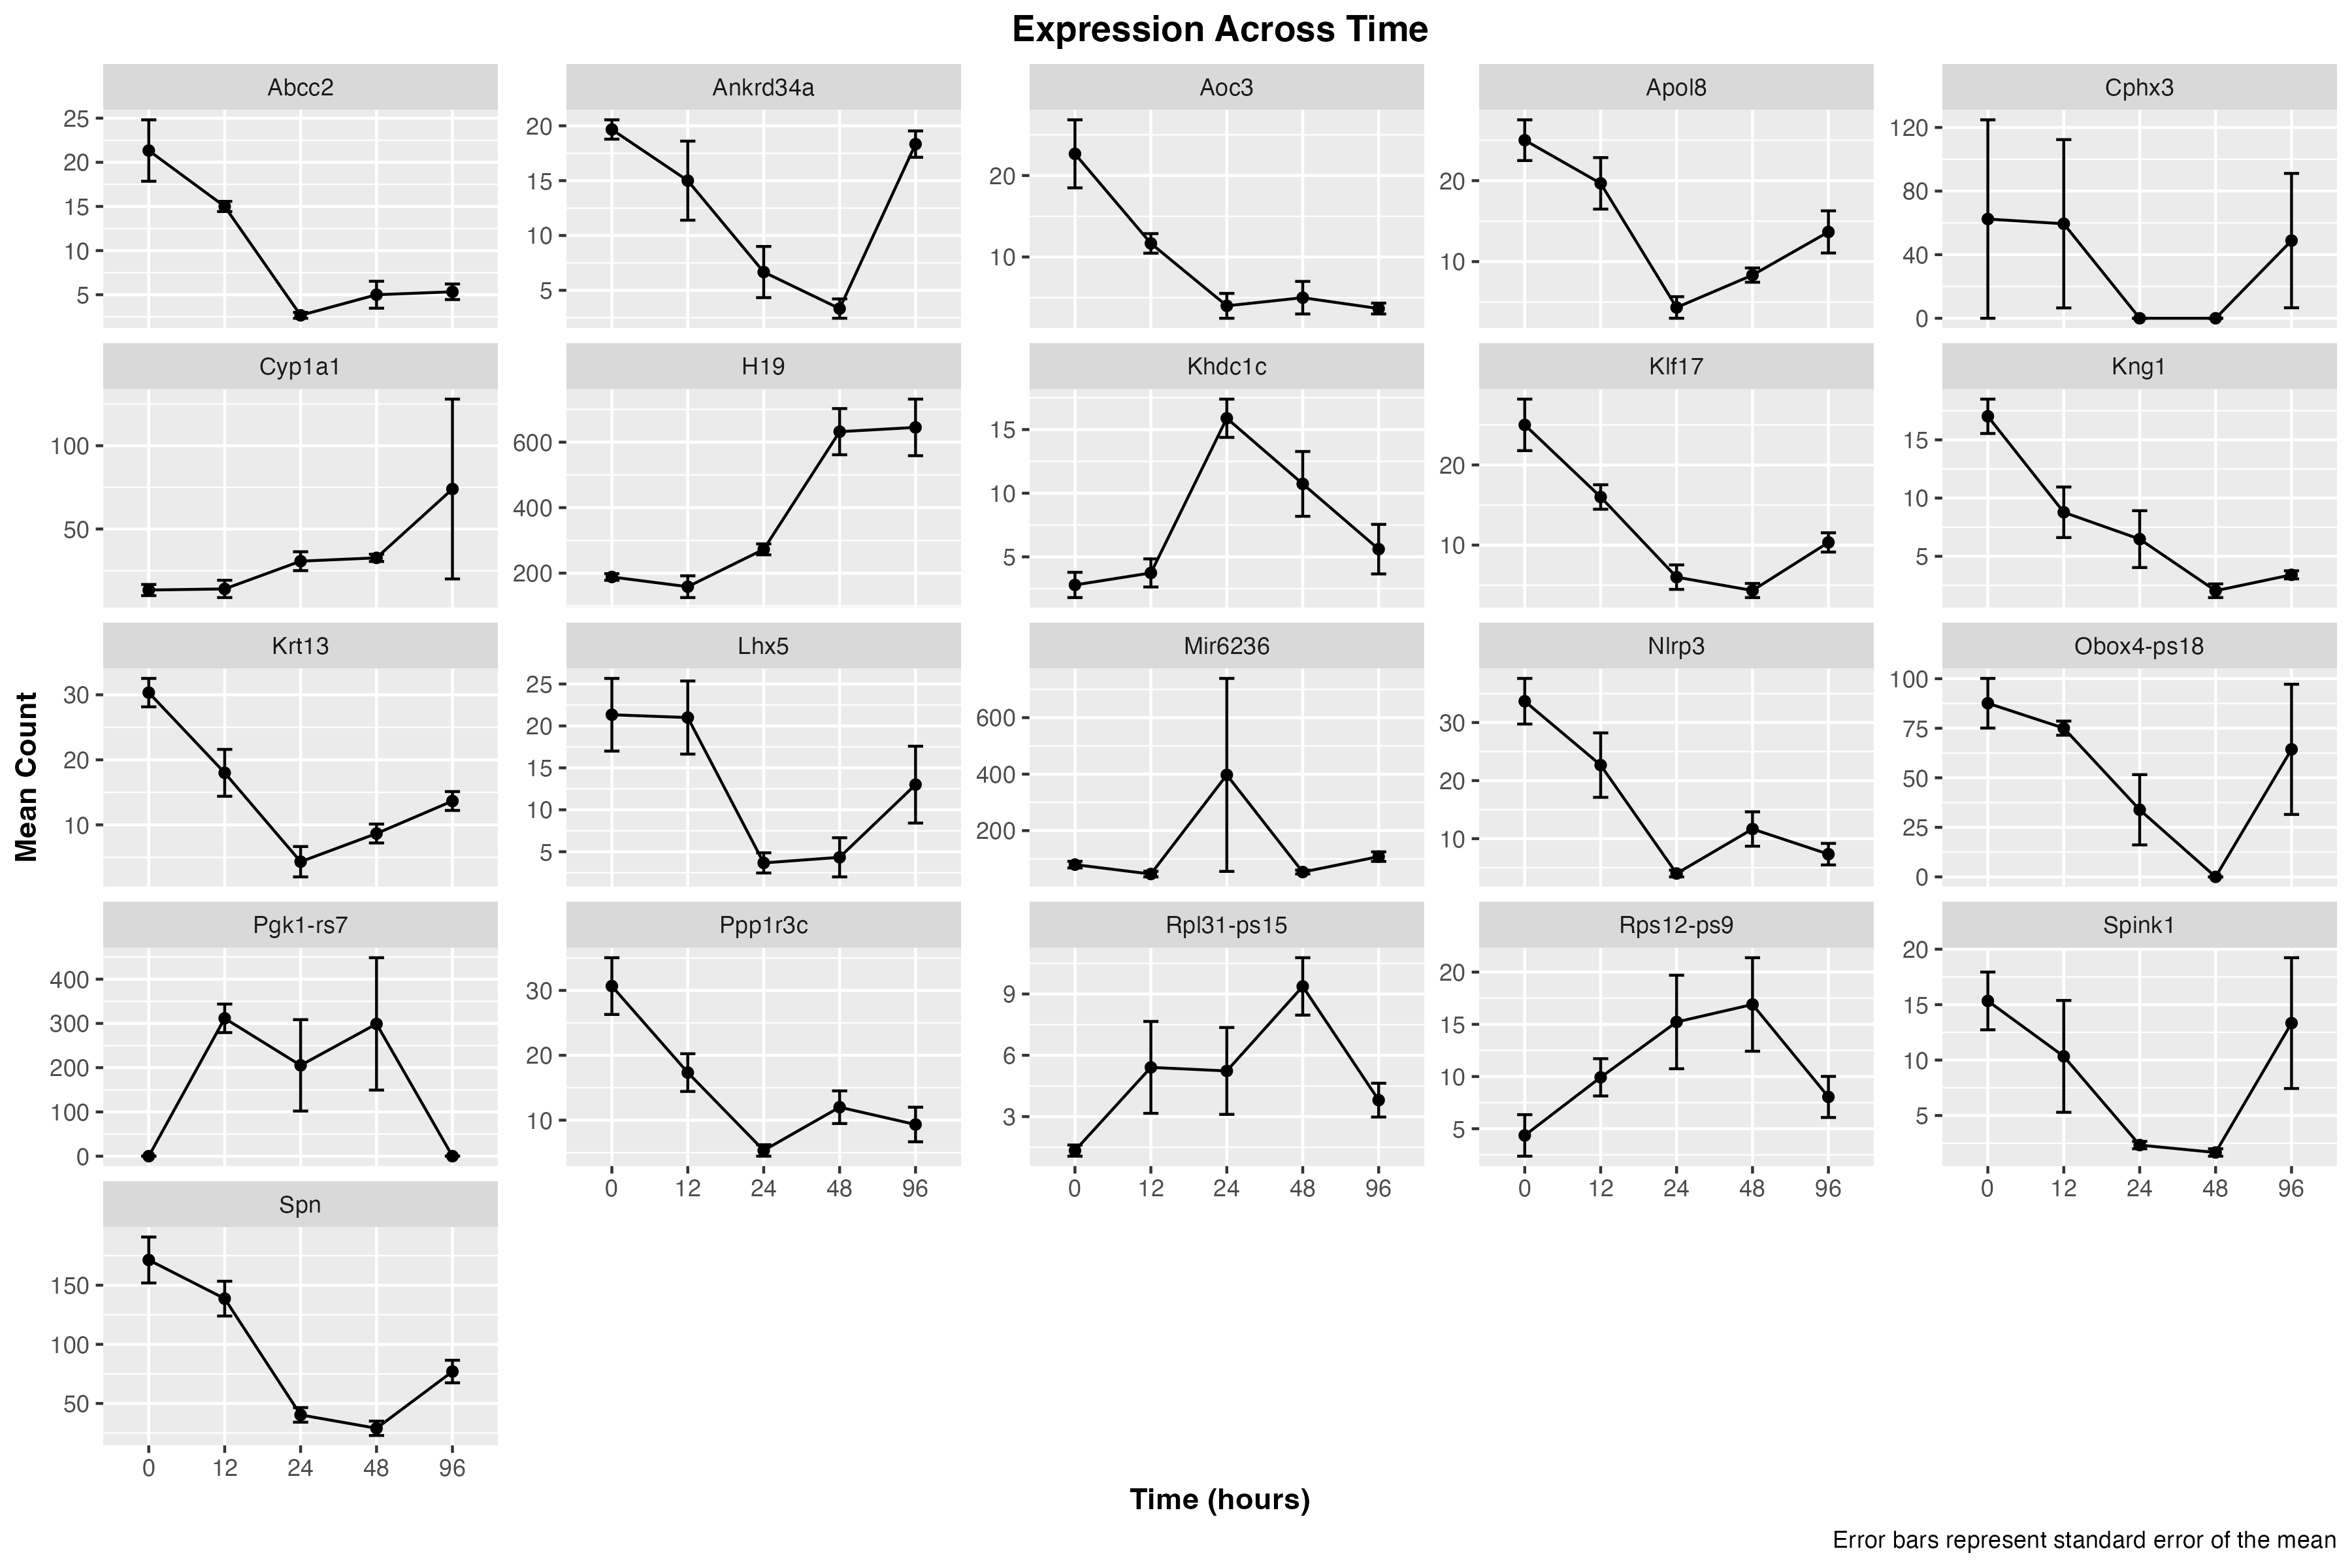 Expression Across Time
Abcc2
Ankrd34a
Aoc3
Apol8
Cphx3
25
20
15
10
5
20
15
10
5
20
10
20
10
120
80
40
0
Cyp1a1
H19
Khdc1c
Klf17
Kng1
100
50
600
400
200
15
10
5
20
10
15
10
5
Krt13
Lhx5
Mir6236
Nlrp3
Obox4-ps18
30
20
10
25
20
15
10
5
600
400
200
30
20
10
100
75
50
25
0
Pgk1-rs7
Ppp1r3c
Rpl31-ps15
Rps12-ps9
Spink1
400
300
200
100
0
30
20
10
9
6
3
20
15
10
5
20
15
10
5
0 12 24 48 96
0 12 24 48 96
0 12 24 48 96
0 12 24 48 96
Spn
150
100
50
0 12 24 48 96
Mean Count
Time (hours)
Error bars represent standard error of the mean